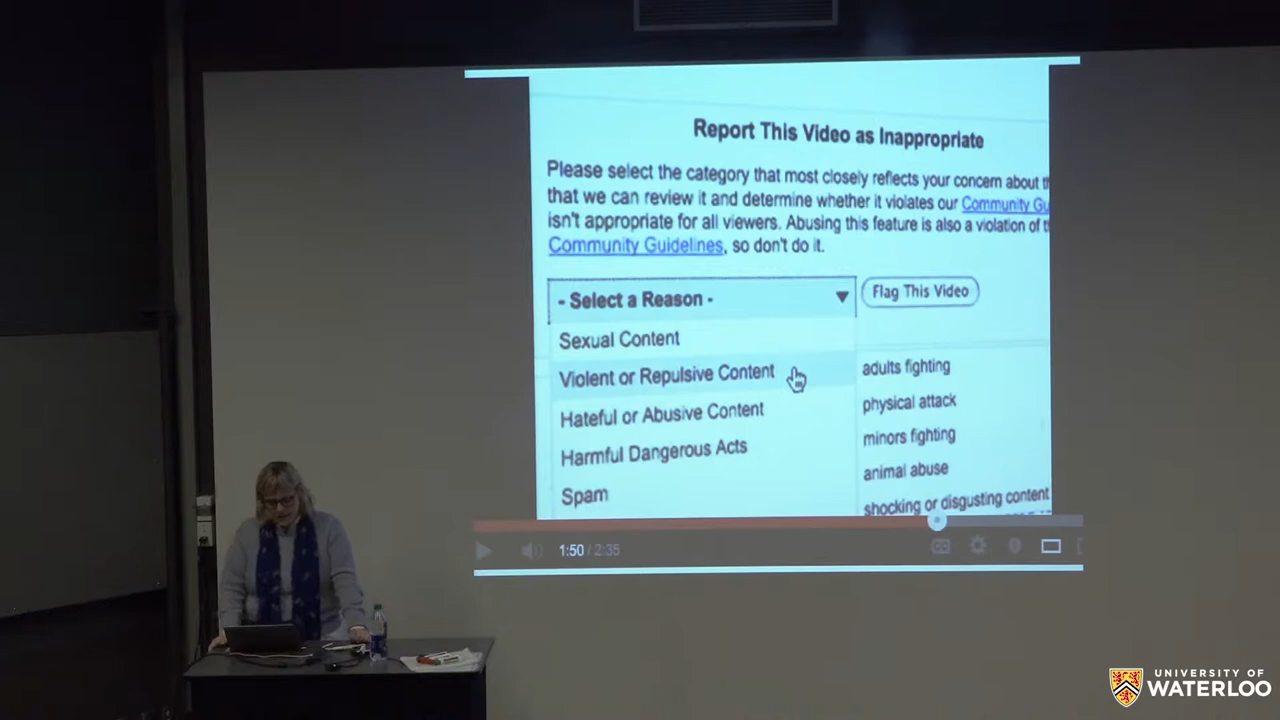 Report This Video as Inappropriate
Please select the category that most closely reflects your concern about
that we can review it and determine whether it violates our Community
isn't appropriate for all viewers. Abusing this feature is also a violation of
Community Guidelines, so don't do it.
- Select a Reason -
Flag This Video
Sexual Content
Violent or Repulsive Content
Hateful or Abusive Content
Harmful Dangerous Acts
Spam
adults fighting
physical attack
minors fighting
animal abuse
shocking or disgusting content
1:50 / 2:35
CC
UNIVERSITY OF
WATERLOO